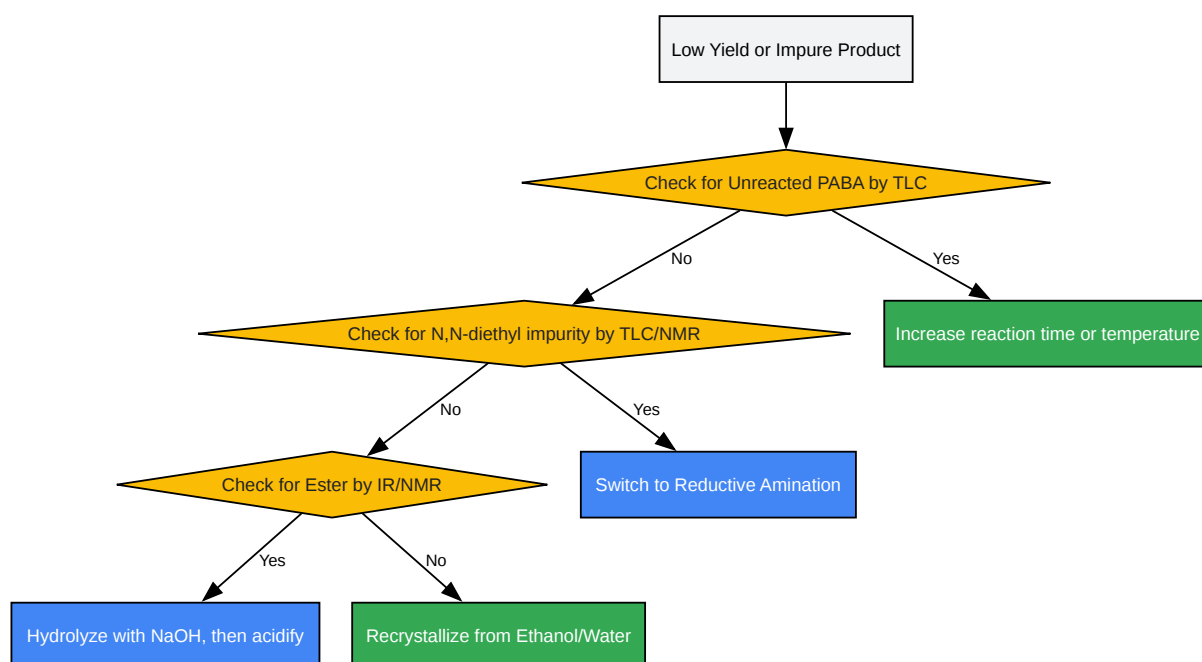 Low Yield or Impure Product
Check for Unreacted PABA by TLC
No
Yes
Check for N,N-diethyl impurity by TLC/NMR
Increase reaction time or temperature
No
Yes
Check for Ester by IR/NMR
Switch to Reductive Amination
Yes
No
Hydrolyze with NaOH, then acidify
Recrystallize from Ethanol/Water